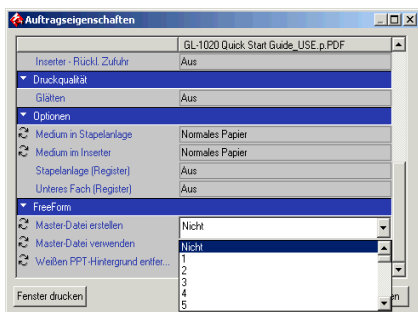 Auftragseigenschaften
GL-1020 Quick Start Guide_USE.p.PDF
Inserter - Rückl. Zufuhr Aus
Druckqualität
Glätten Aus
Optionen
Medium in Stapelanlage Normales Papier
Medium im Inserter Normales Papier
Stapelanlage (Register) Aus
Unteres Fach (Register) Aus
FreeForm
Master-Datei erstellen Nicht
Master-Datei verwenden Nicht
1
Weißen PPT-Hintergrund entfer... 2
3
4
5
Fenster drucken en